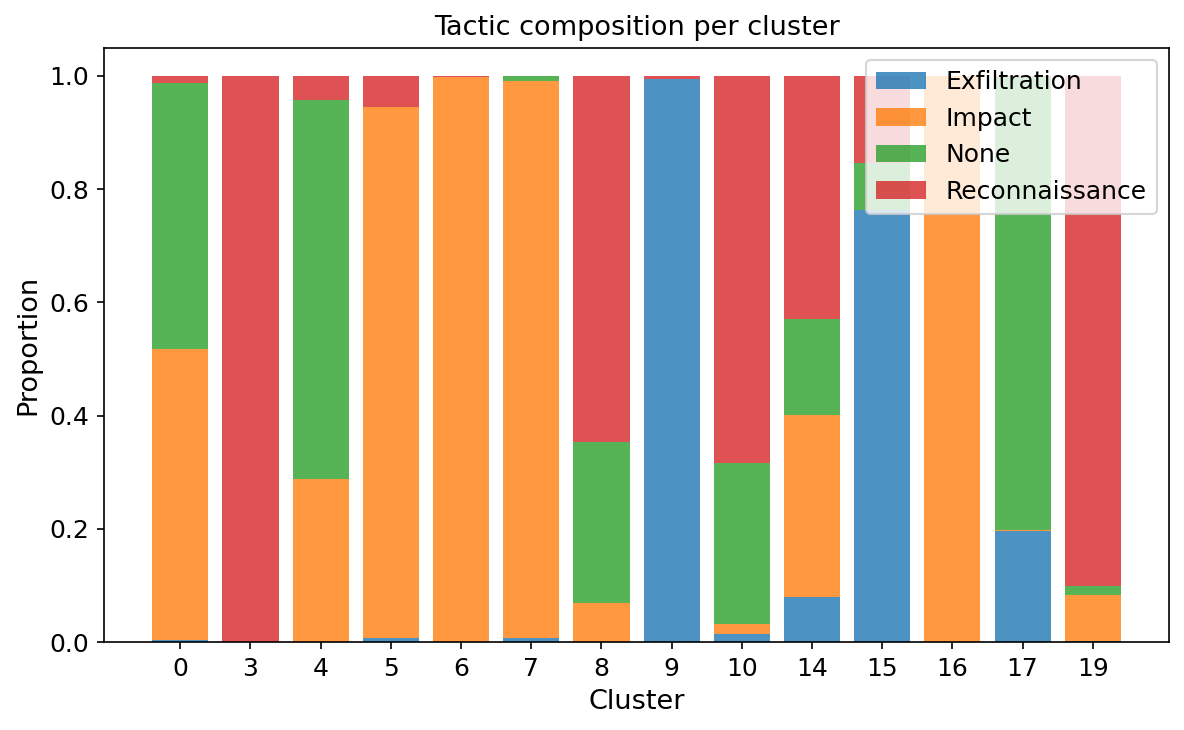 Tactic composition per cluster
Exfiltration
Impact
None
Reconnaissance
Proportion
1.0
0.8
0.6
0.4
0.2
0.0
0 3 4 5 6 7 8 9 10 14 15 16 17 19
Cluster